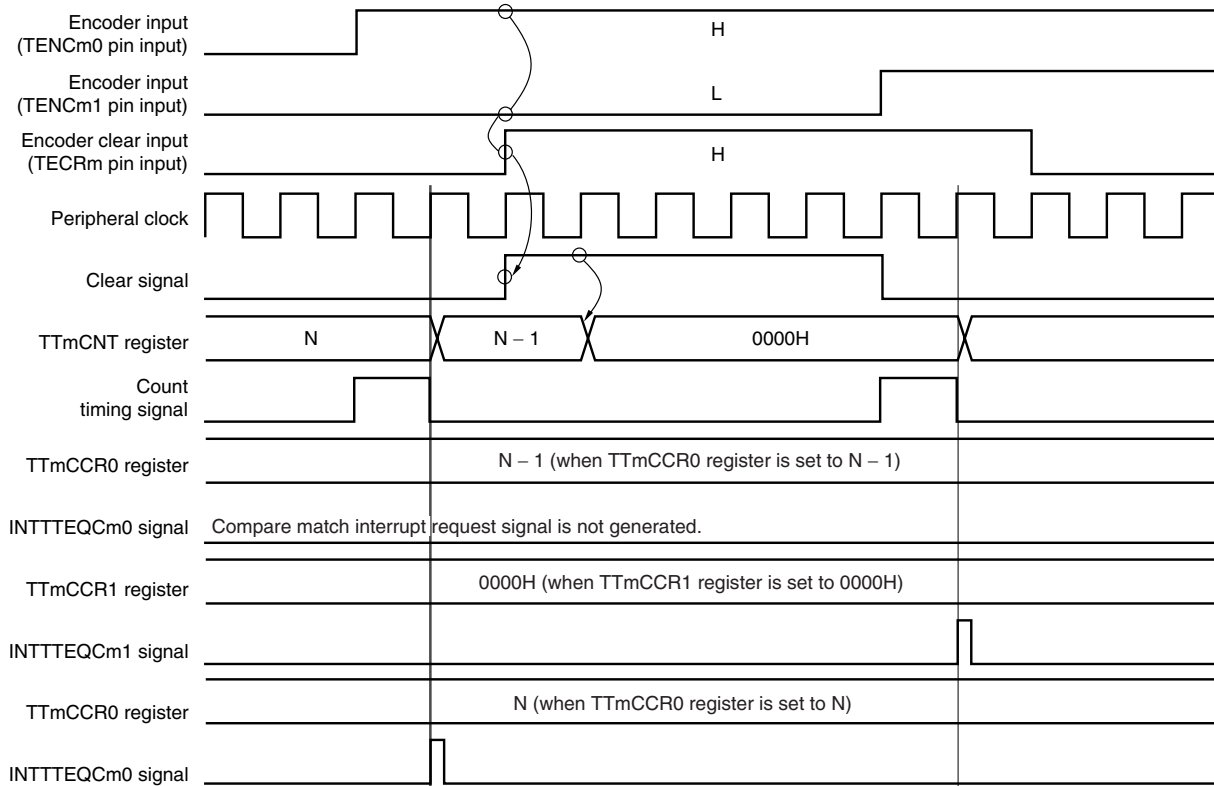 Encoder input
(TENCm0 pin input)
H
Encoder input
(TENCm1 pin input)
L
Encoder clear input
(TECRm pin input)
H
Peripheral clock
Clear signal
TTmCNT register
N
N – 1
0000H
Count
timing signal
TTmCCR0 register
N – 1 (when TTmCCR0 register is set to N – 1)
INTTTEQCm0 signal
Compare match interrupt request signal is not generated.
TTmCCR1 register
0000H (when TTmCCR1 register is set to 0000H)
INTTTEQCm1 signal
TTmCCR0 register
N (when TTmCCR0 register is set to N)
INTTTEQCm0 signal